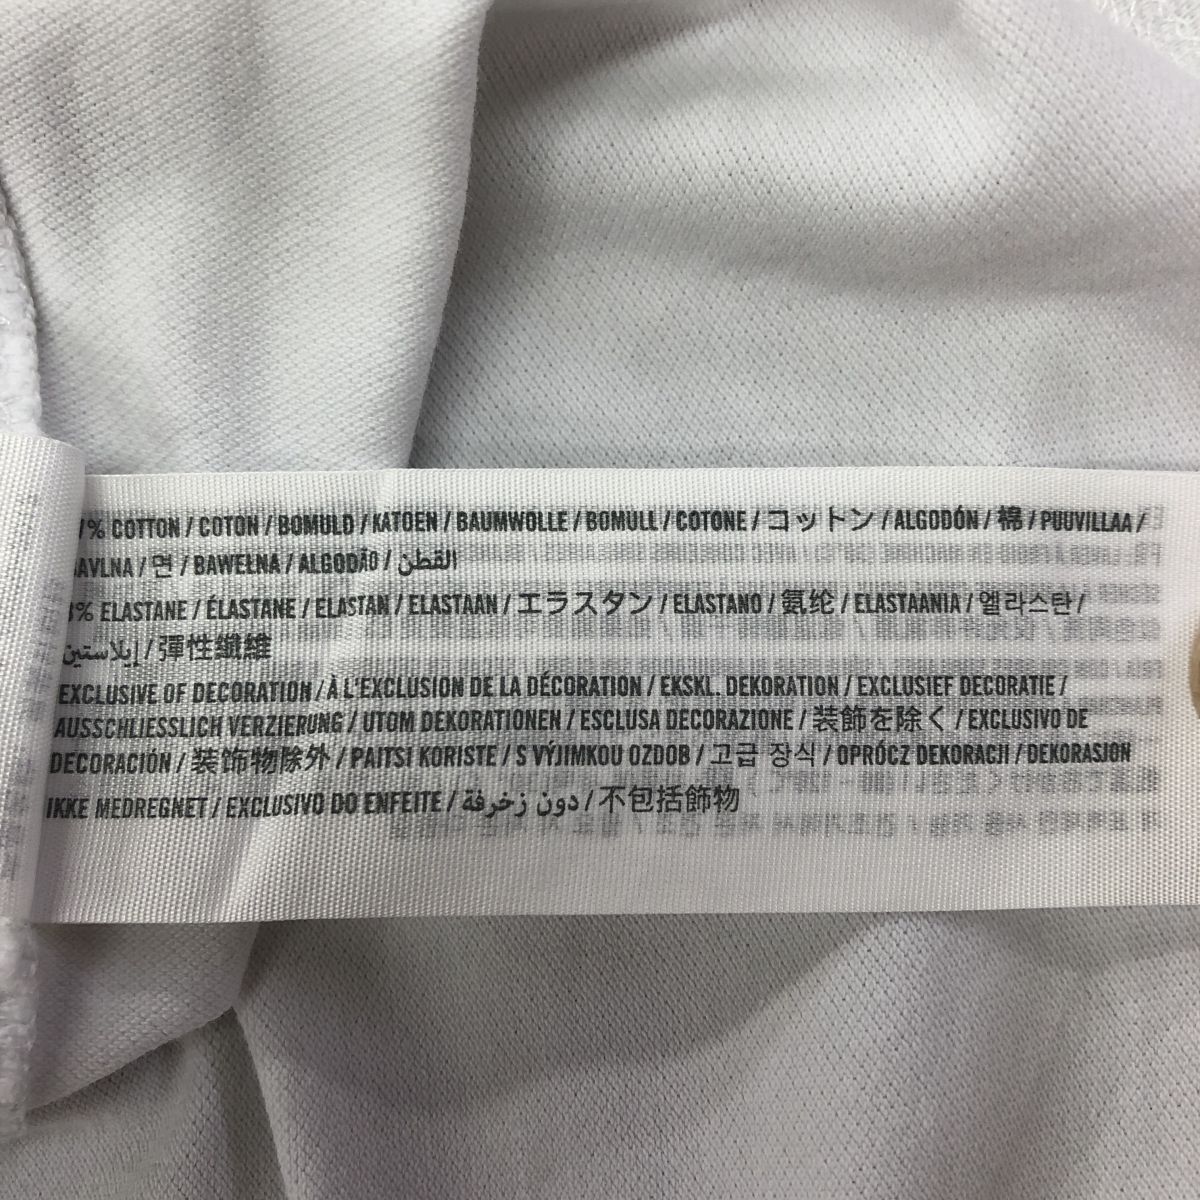 % COTTON / COTON / BOMULD / KATOEN / BAUMWOLLE / BOMULL / COTONE / コットン / ALGODÓN / 棉 / PUUVILLAA /
AVLNA / 면 / BAWEŁNA / ALGODÃO / القطن
% ELASTANE / ÉLASTANE / ELASTAN / ELASTAAN / エラスタン / ELASTANO / 氨纶 / ELASTAANIA / 엘라스탄 /
إيلاستين / 彈性纖維
EXCLUSIVE OF DECORATION / À L'EXCLUSION DE LA DÉCORATION / EKSKL. DEKORATION / EXCLUSIEF DECORATIE /
AUSSCHLIESSLICH VERZIERUNG / UTOM DEKORATIONEN / ESCLUSA DECORAZIONE / 装飾を除く / EXCLUSIVO DE
DECORACIÓN / 装饰物除外 / PAITSI KORISTE / S VÝJIMKOU OZDOB / 고급 장식 / OPRÓCZ DEKORACJI / DEKORASJON
IKKE MEDREGNET / EXCLUSIVO DO ENFEITE / دون زخرفة / 不包括飾物